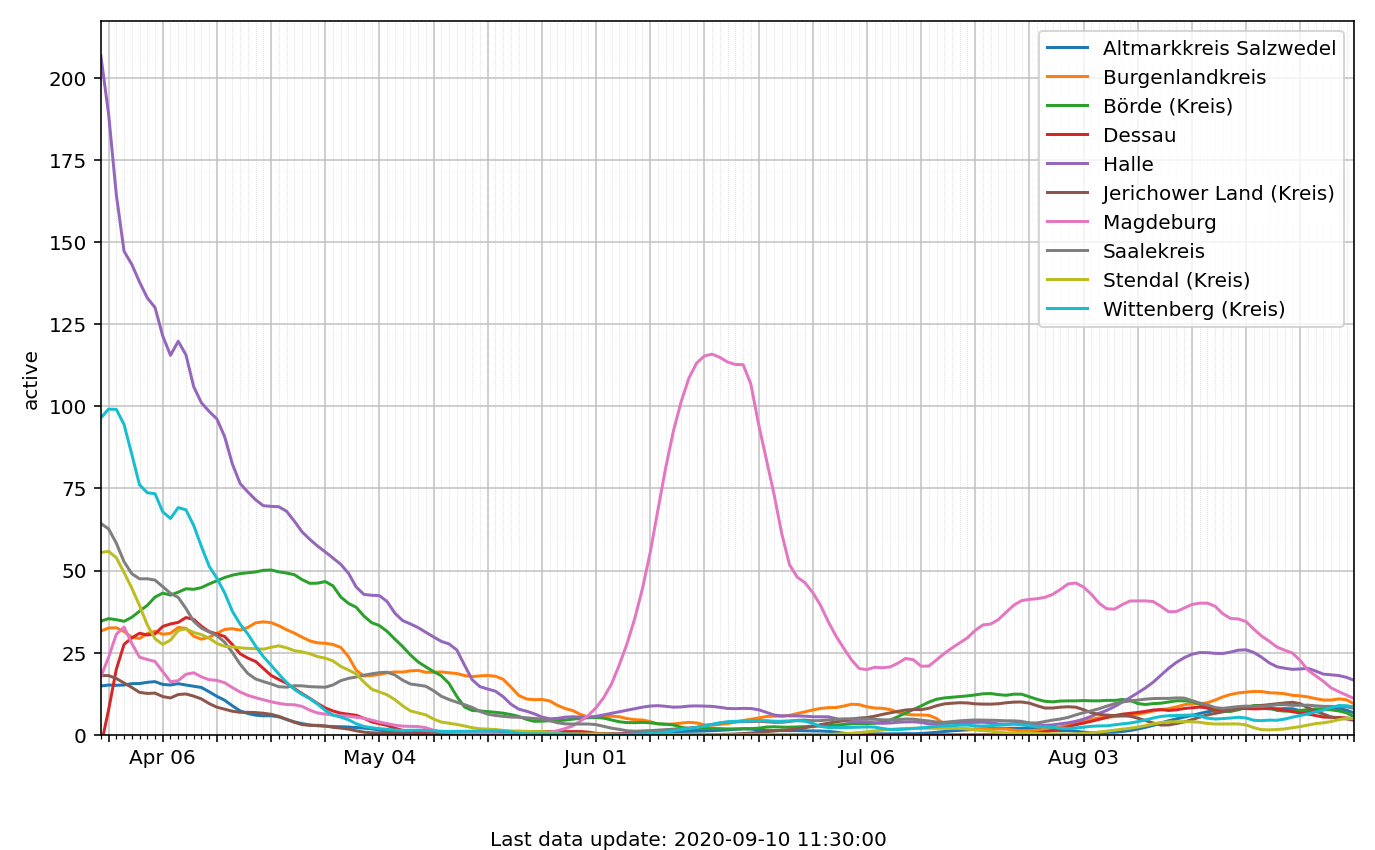 200
175
150
125
100
75
50
25
0
active
Altmarkkreis Salzwedel
Burgenlandkreis
Börde (Kreis)
Dessau
Halle
Jerichower Land (Kreis)
Magdeburg
Saalekreis
Stendal (Kreis)
Wittenberg (Kreis)
Apr 06
May 04
Jun 01
Jul 06
Aug 03
Last data update: 2020-09-10 11:30:00